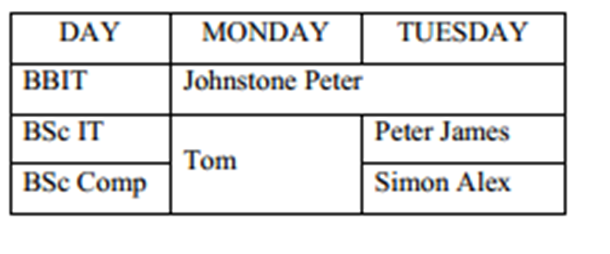 DAY MONDAY TUESDAY
BBIT Johnstone Peter
BSc IT Tom Peter James
BSc Comp Simon Alex